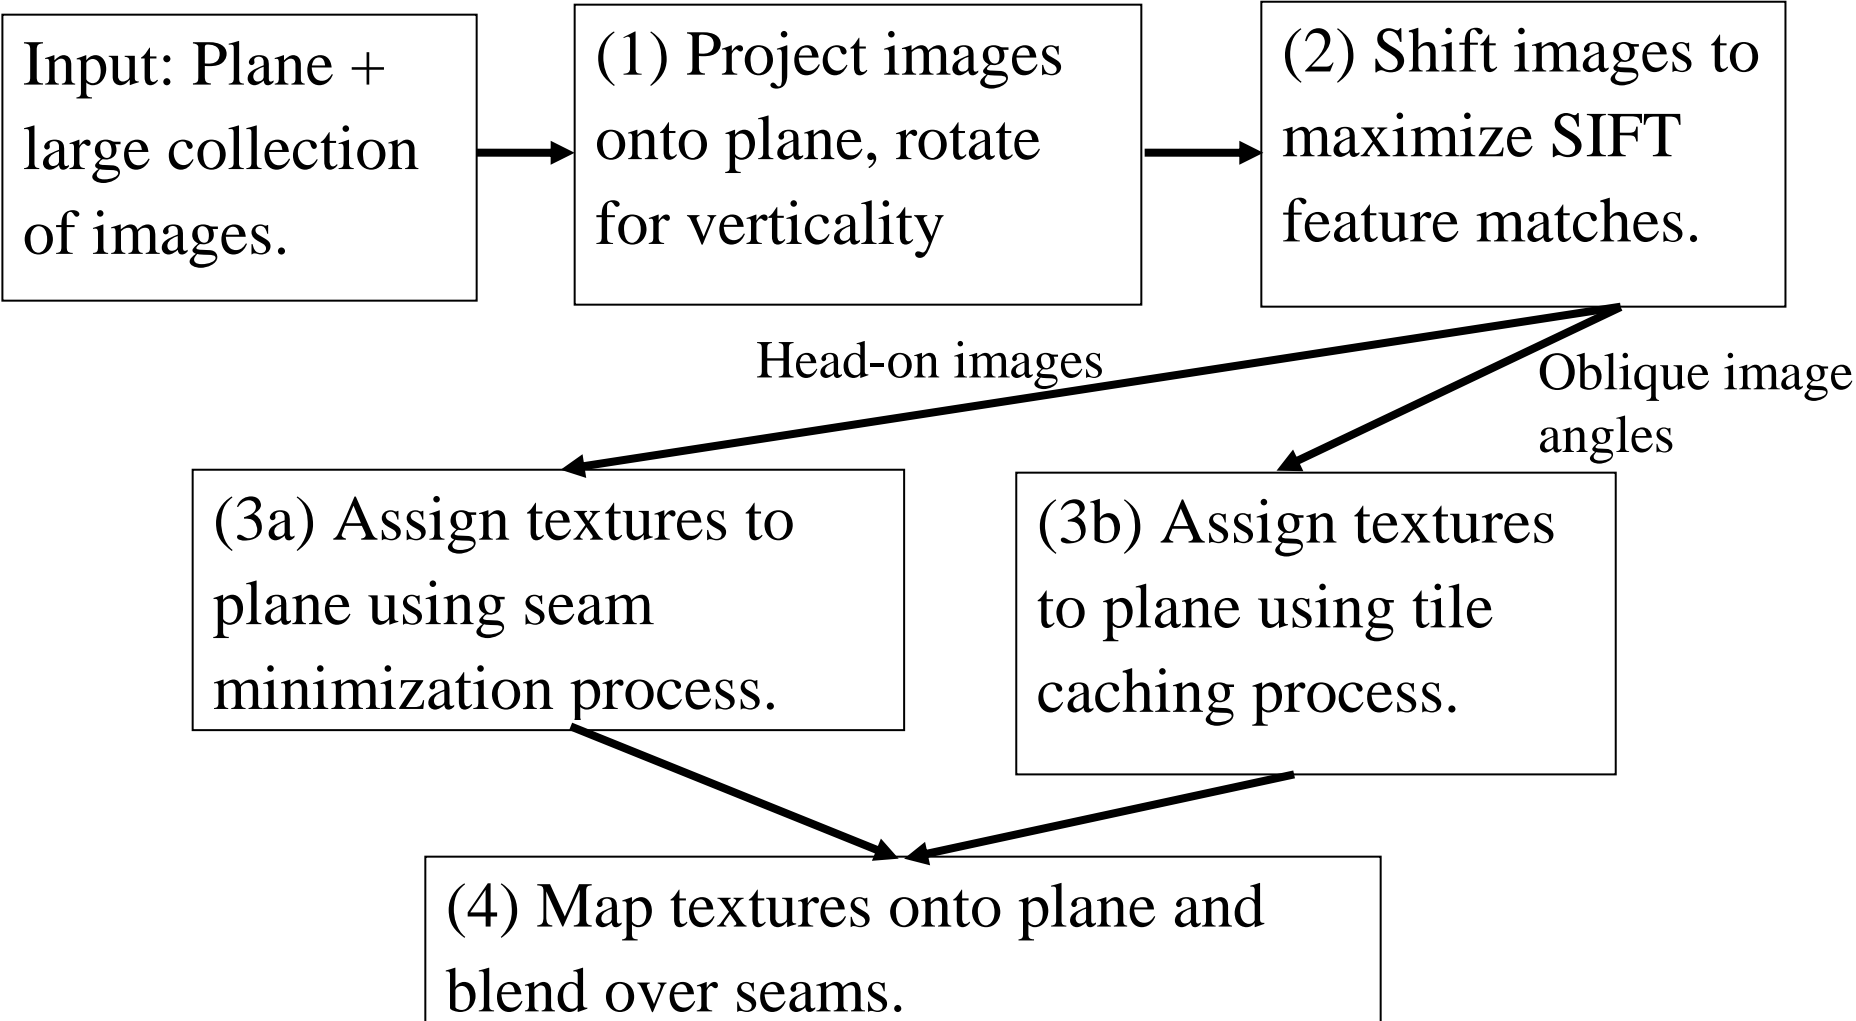 Input: Plane +
large collection
of images.
(1) Project images
onto plane, rotate
for verticality
(2) Shift images to
maximize SIFT
feature matches.
Head-on images
Oblique image
angles
(3a) Assign textures to
plane using seam
minimization process.
(3b) Assign textures
to plane using tile
caching process.
(4) Map textures onto plane and
blend over seams.